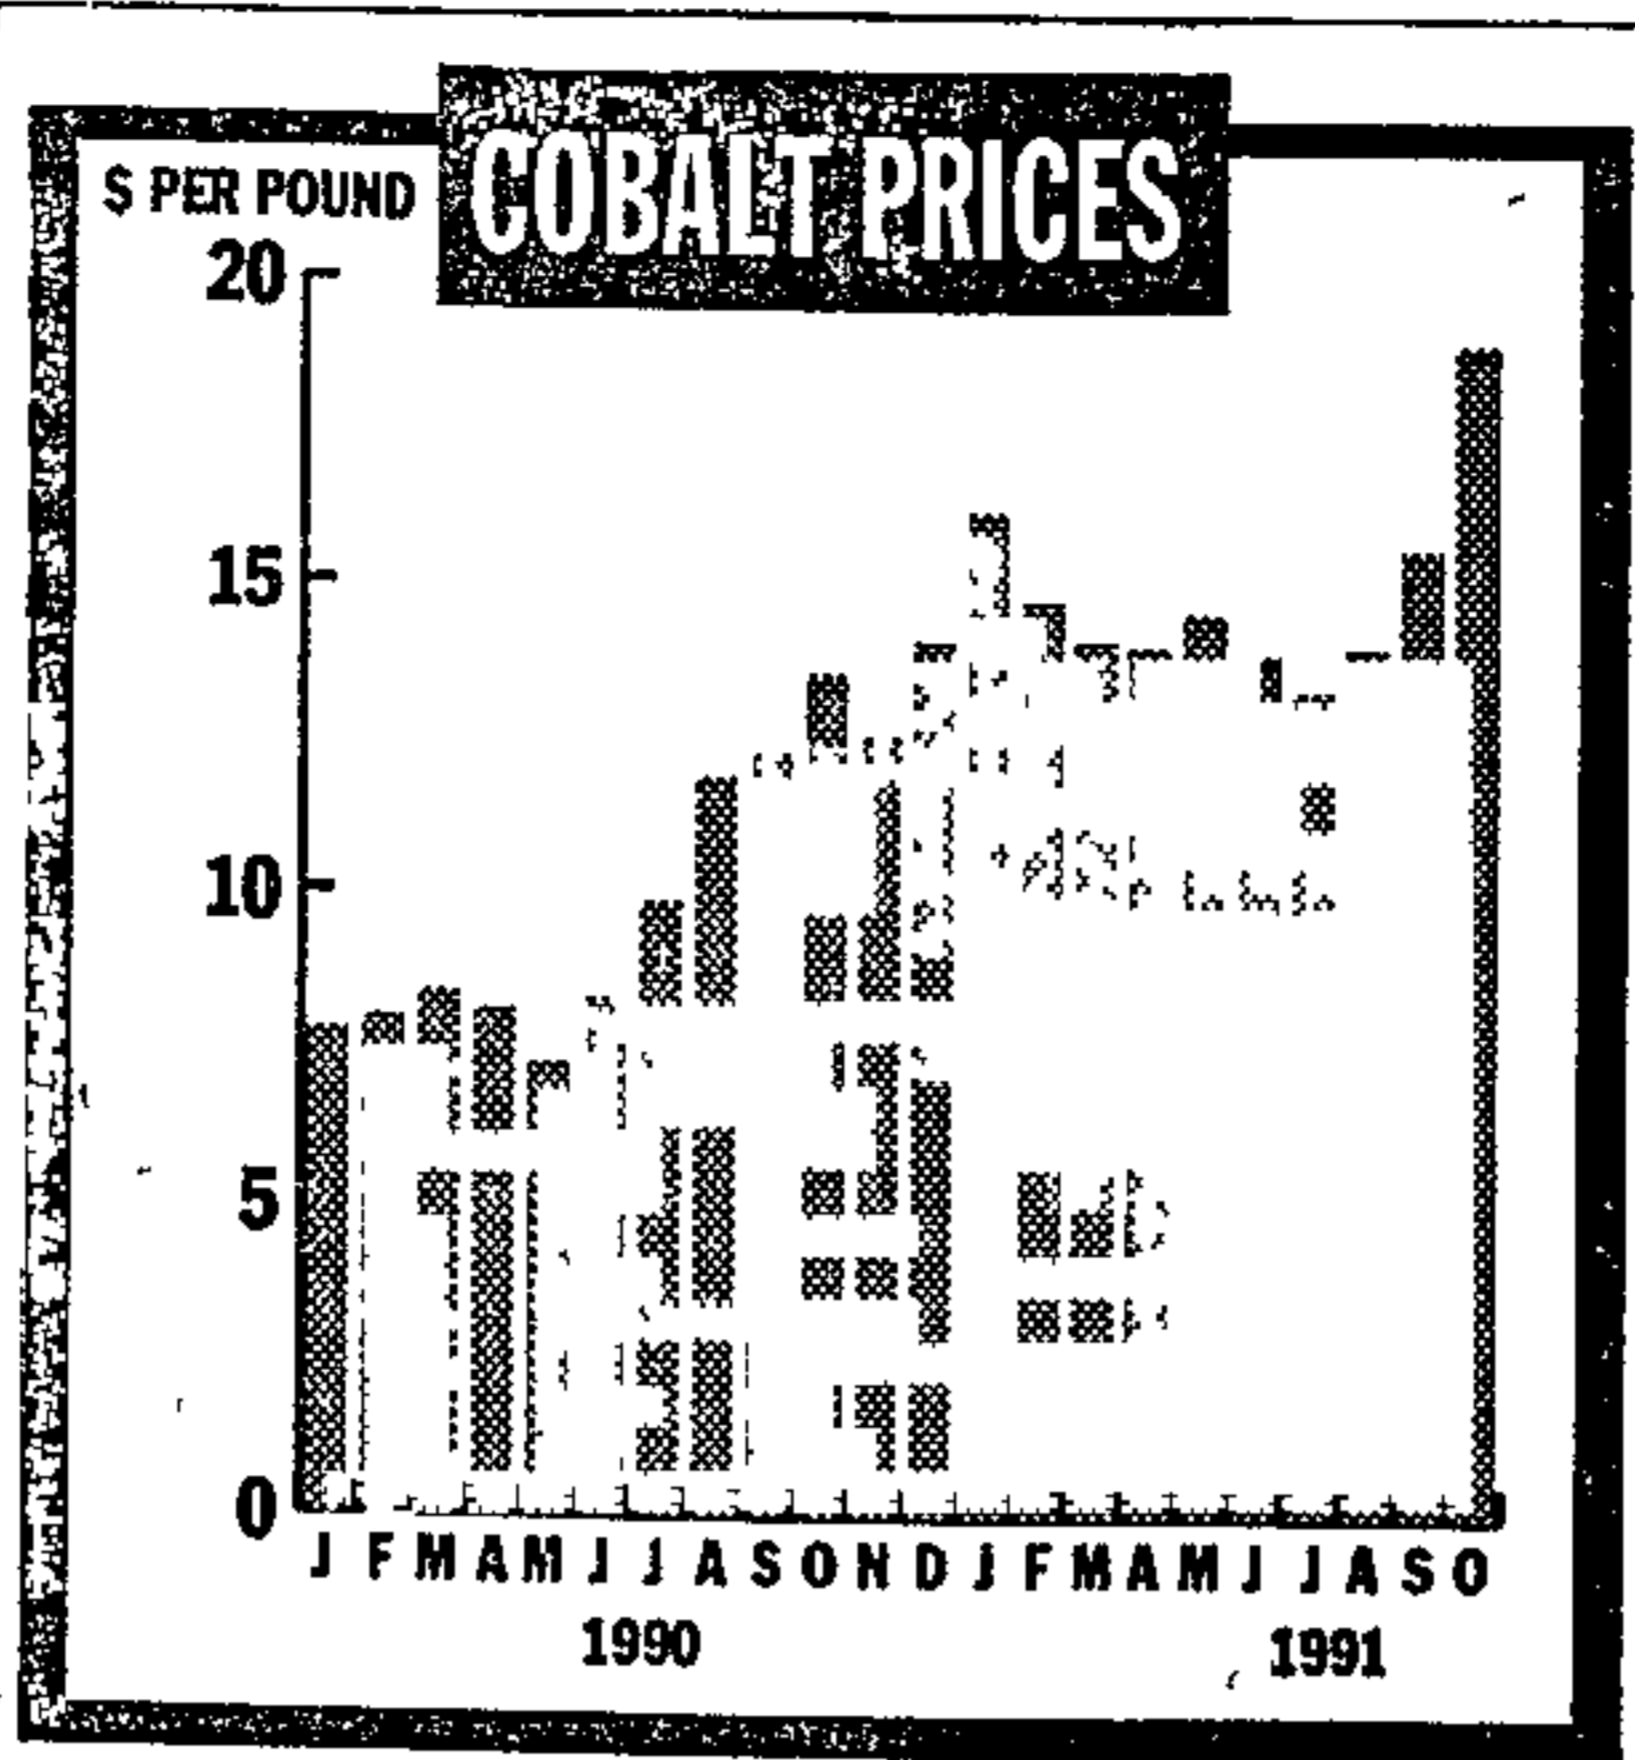 COBALT PRICES
$ PER POUND
20
15
10
5
0
J F M A M J J A S O N D J F M A M J J A S O
1990 1991